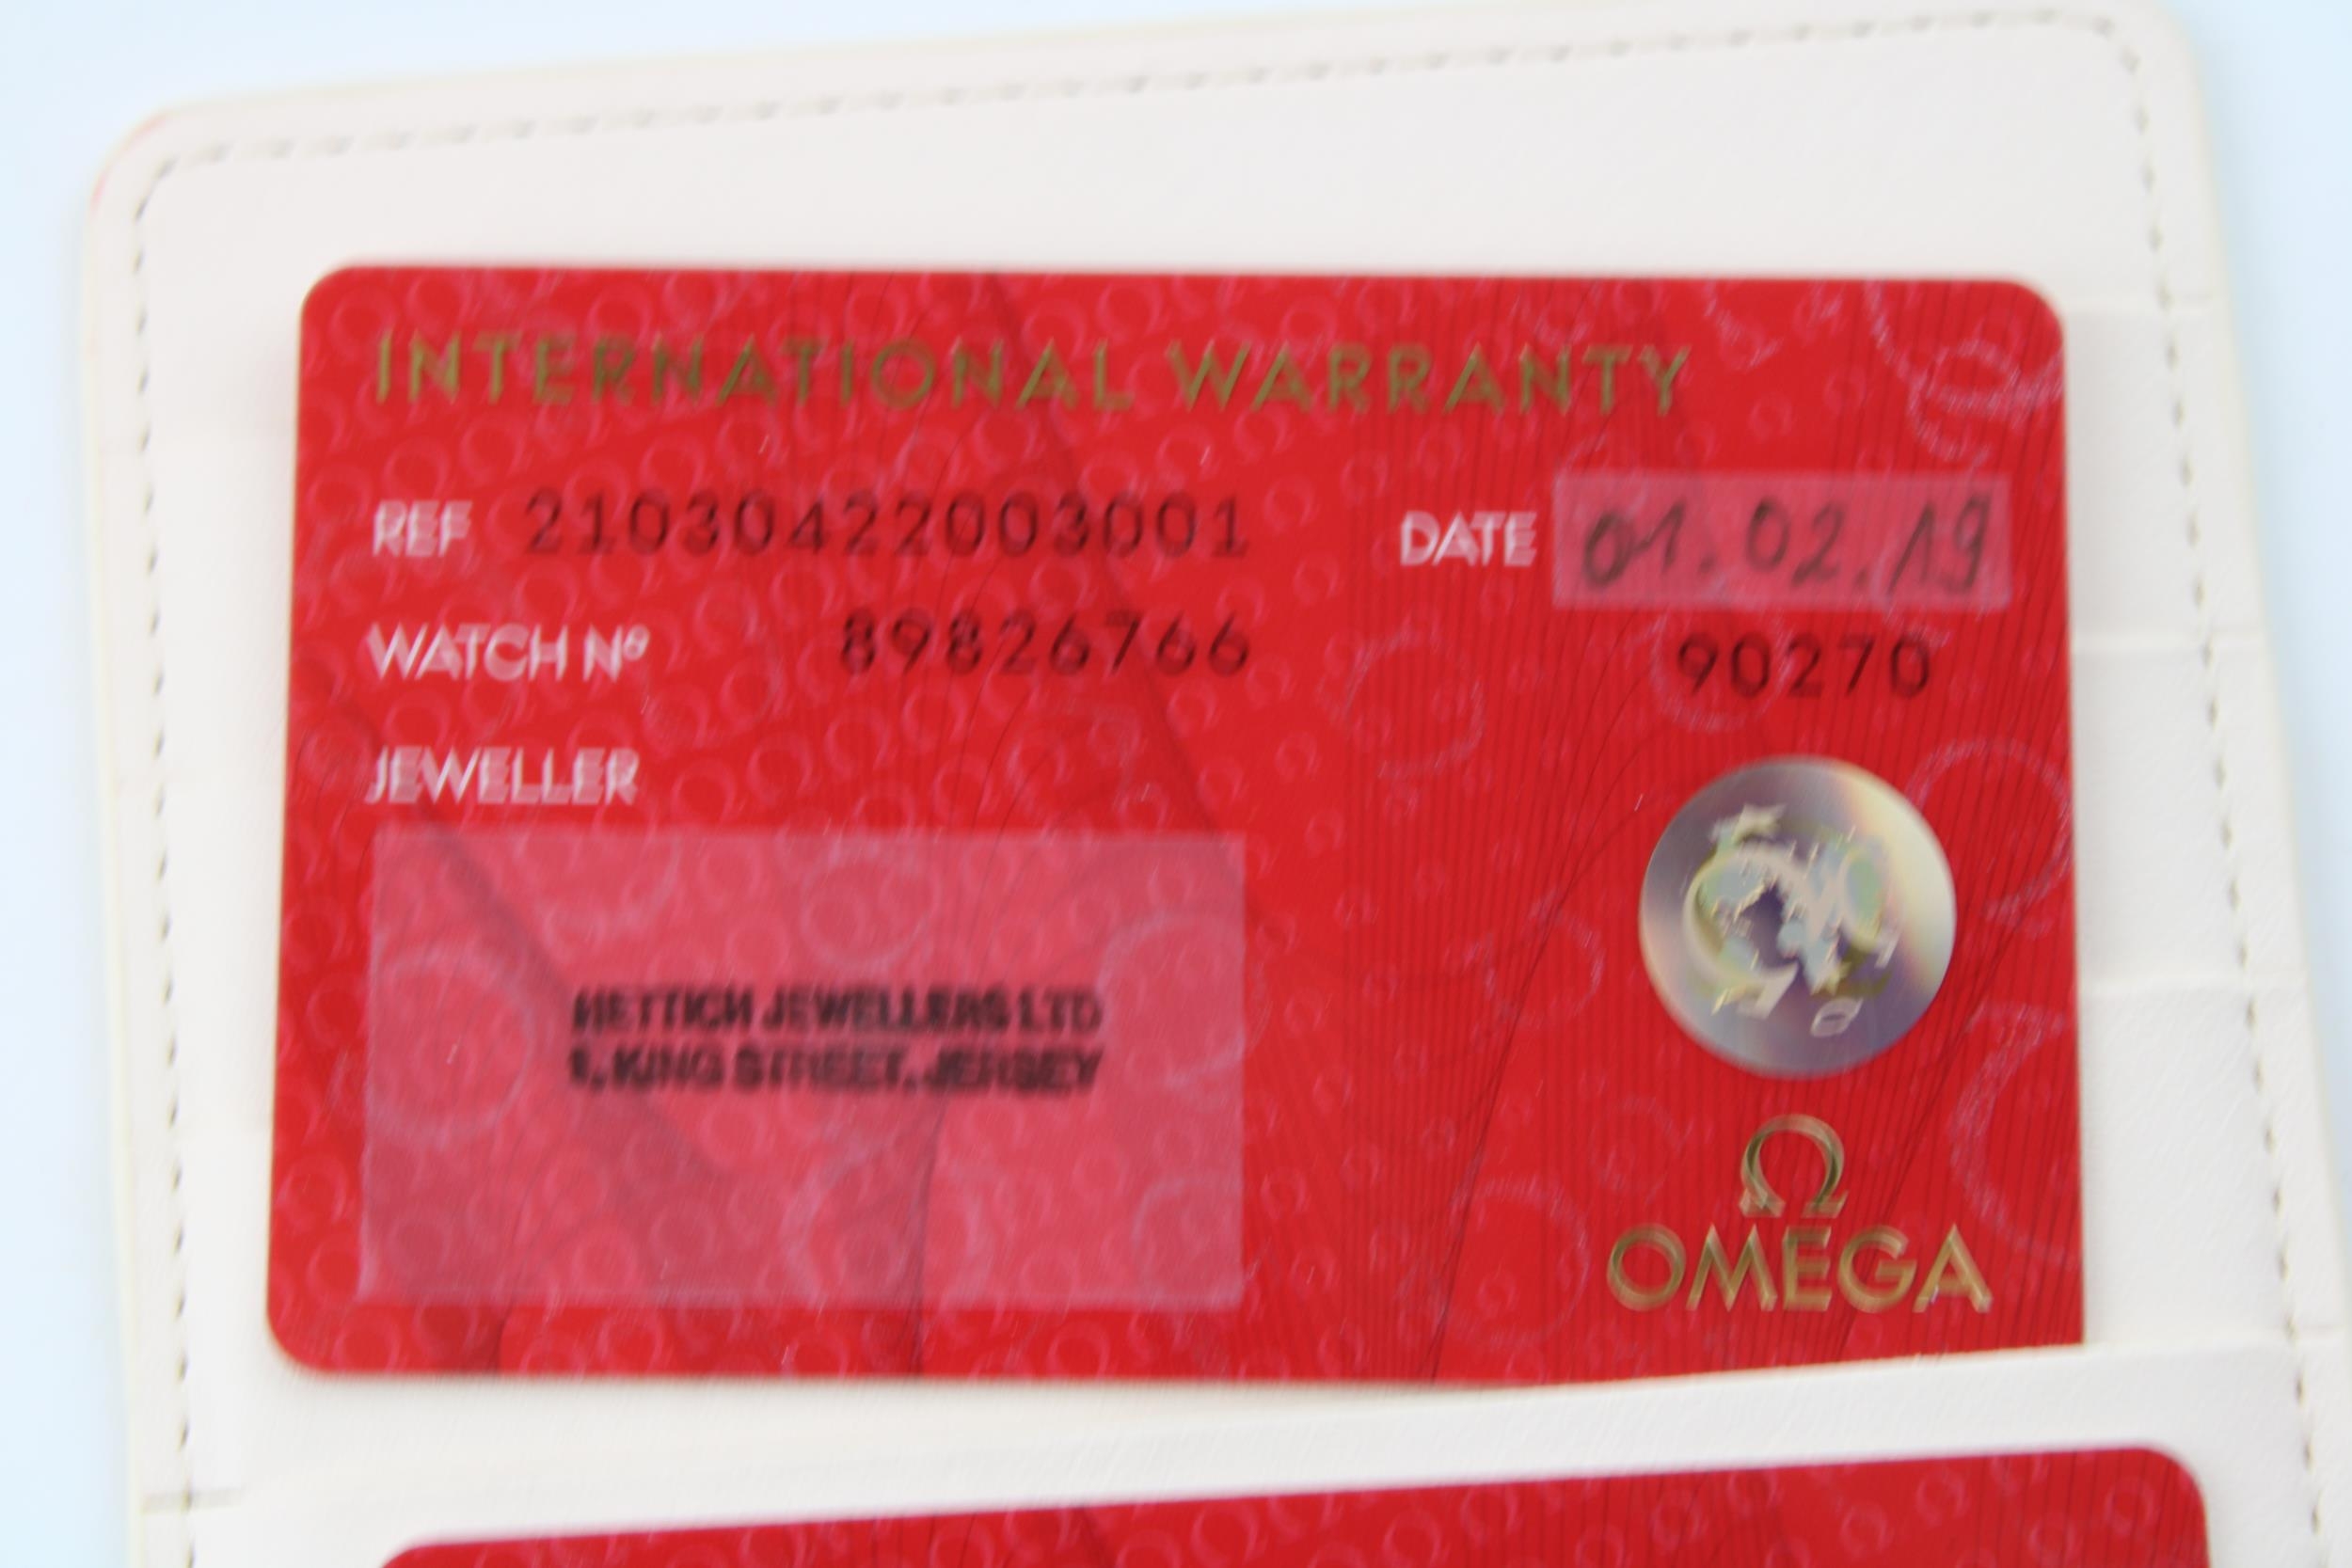 INTERNATIONAL WARRANTY
REF 21030422003001
DATE 01.02.19
WATCH Nº 89826766
90270
JEWELLER
HETTICH JEWELLERS LTD
1, KING STREET, JERSEY
Ω
OMEGA